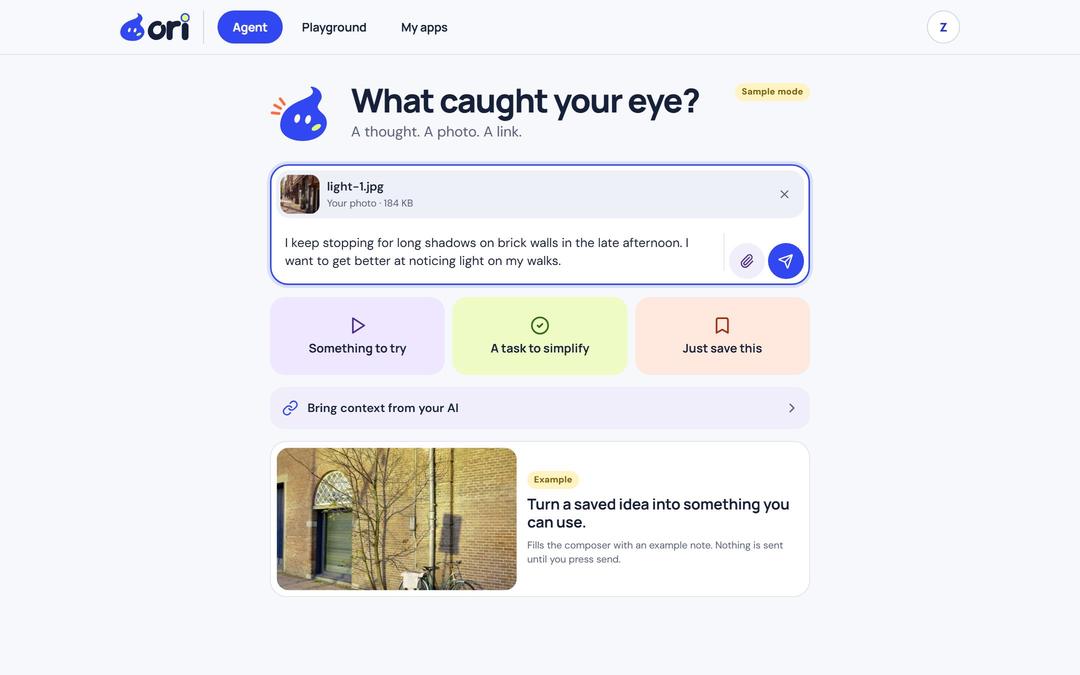 ori
Agent
Playground
My apps
Z
What caught your eye?
Sample mode
A thought. A photo. A link.
light-1.jpg
Your photo · 184 KB
I keep stopping for long shadows on brick walls in the late afternoon. I
want to get better at noticing light on my walks.
Something to try
A task to simplify
Just save this
Bring context from your AI
Example
Turn a saved idea into something you
can use.
Fills the composer with an example note. Nothing is sent
until you press send.